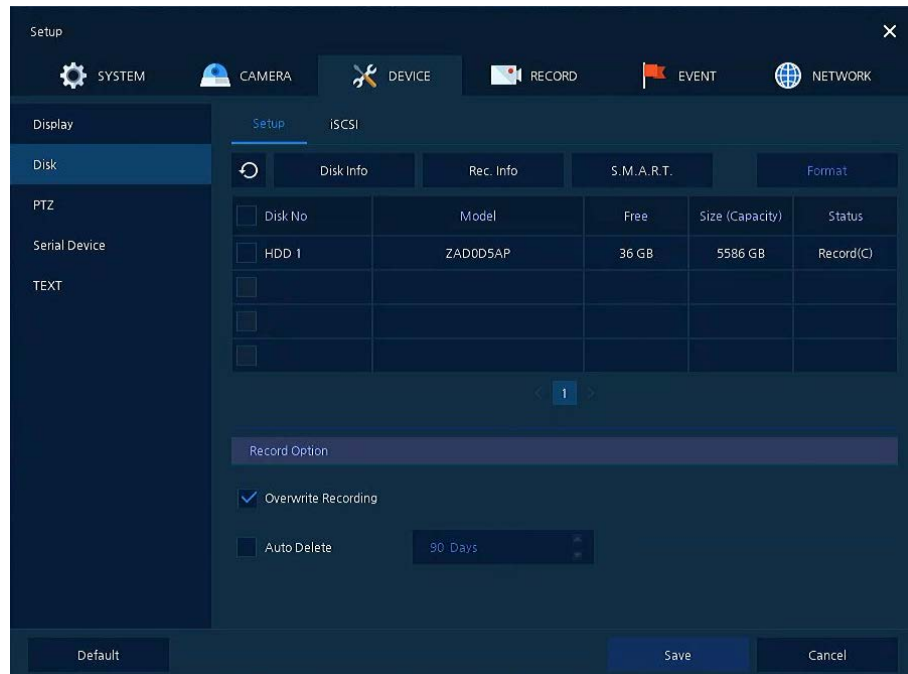 Setup
SYSTEM CAMERA DEVICE RECORD EVENT NETWORK
Display
Disk
PTZ
Serial Device
TEXT
Setup iSCSI
Disk Info Rec. Info S.M.A.R.T. Format
Disk No Model Free Size (Capacity) Status
HDD 1 ZAD0D5AP 36 GB 5586 GB Record(C)
1
Record Option
Overwrite Recording
Auto Delete 90 Days
Default Save Cancel